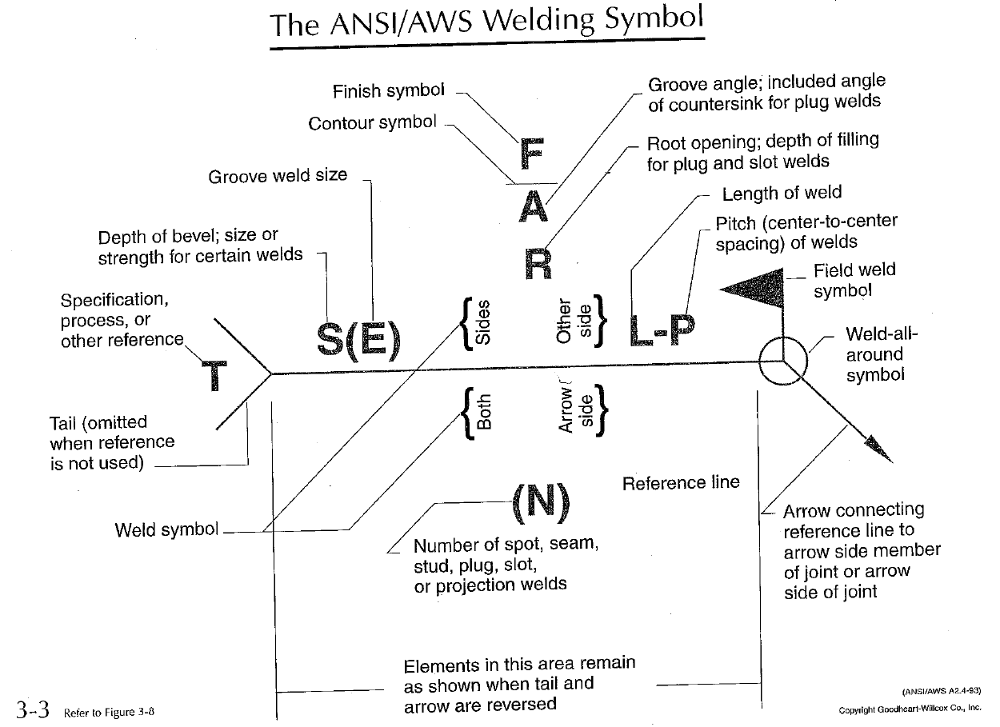 The ANSI/AWS Welding Symbol
Finish symbol
Contour symbol
Groove angle; included angle
of countersink for plug welds
Root opening; depth of filling
for plug and slot welds
Groove weld size
Length of weld
Pitch (center-to-center
spacing) of welds
Depth of bevel; size or
strength for certain welds
Field weld
symbol
Specification,
process, or
other reference
Weld-all-
around
symbol
F
A
R
S(E)
Sides
Other
side
L-P
T
Both
Arrow
side
Tail (omitted
when reference
is not used)
Reference line
(N)
Weld symbol
Number of spot, seam,
stud, plug, slot,
or projection welds
Arrow connecting
reference line to
arrow side member
of joint or arrow
side of joint
Elements in this area remain
as shown when tail and
arrow are reversed
3-3 Refer to Figure 3-8
(ANSI/AWS A2.4-93)
Copyright Goodheart-Willcox Co., Inc.